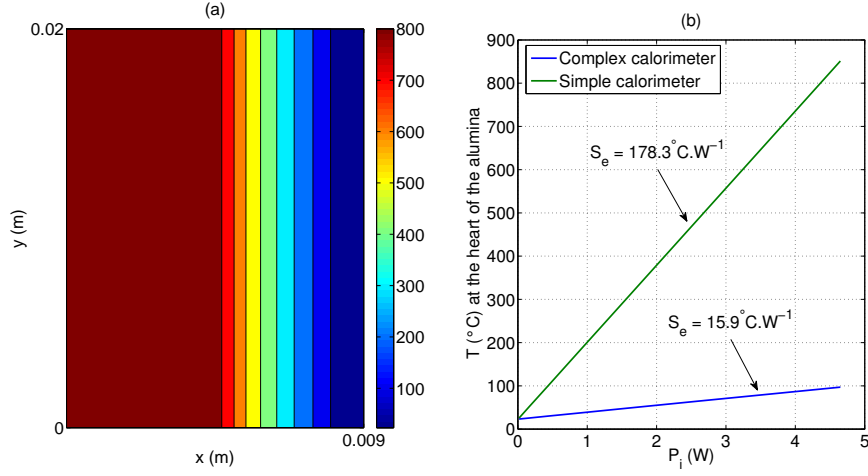 (a)
0.02
y (m)
0
0.009
x (m)
800
700
600
500
400
300
200
100
(b)
900
800
700
600
500
400
300
200
100
0
T (°C) at the heart of the alumina
Complex calorimeter
Simple calorimeter
S_e = 178.3°C.W⁻¹
S_e = 15.9°C.W⁻¹
0 1 2 3 4 5
P_i (W)